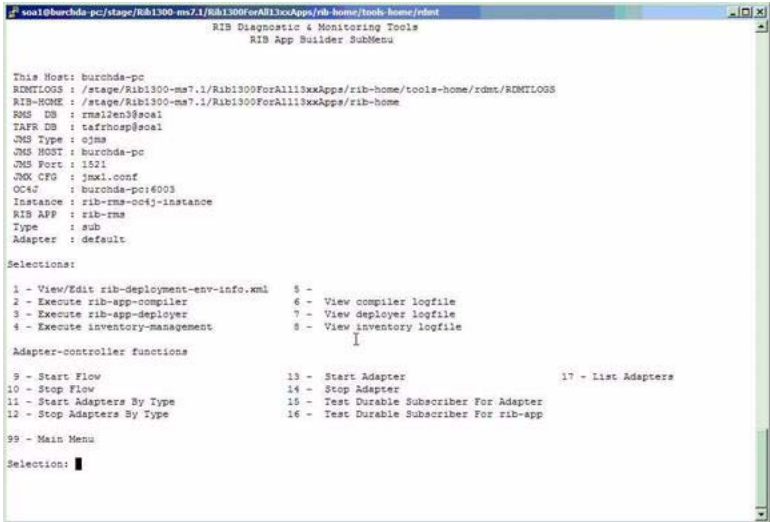 soa1@burchda-pc:/stage/Rib1300-ms7.1/Rib1300ForAll13xxApps/rib-home/tools-home/rdmt
RIB Diagnostic & Monitoring Tools
RIB App Builder SubMenu
This Host: burchda-pc
RDMTLOGS : /stage/Rib1300-ms7.1/Rib1300ForAll13xxApps/rib-home/tools-home/rdmt/RDMTLOGS
RIB-HOME : /stage/Rib1300-ms7.1/Rib1300ForAll13xxApps/rib-home
RMS DB : rms12en3@soa1
TAFR DB : tafrhosp@soa1
JMS Type : ojms
JMS HOST : burchda-pc
JMS Port : 1521
JMX CFG : jmx1.conf
OC4J : burchda-pc:6003
Instance : rib-rms-oc4j-instance
RIB APP : rib-rms
Type : sub
Adapter : default
Selections:
1 - View/Edit rib-deployment-env-info.xml 5 -
2 - Execute rib-app-compiler 6 - View compiler logfile
3 - Execute rib-app-deployer 7 - View deployer logfile
4 - Execute inventory-management 8 - View inventory logfile
Adapter-controller functions
9 - Start Flow 13 - Start Adapter 17 - List Adapters
10 - Stop Flow 14 - Stop Adapter
11 - Start Adapters By Type 15 - Test Durable Subscriber For Adapter
12 - Stop Adapters By Type 16 - Test Durable Subscriber For rib-app
99 - Main Menu
Selection: